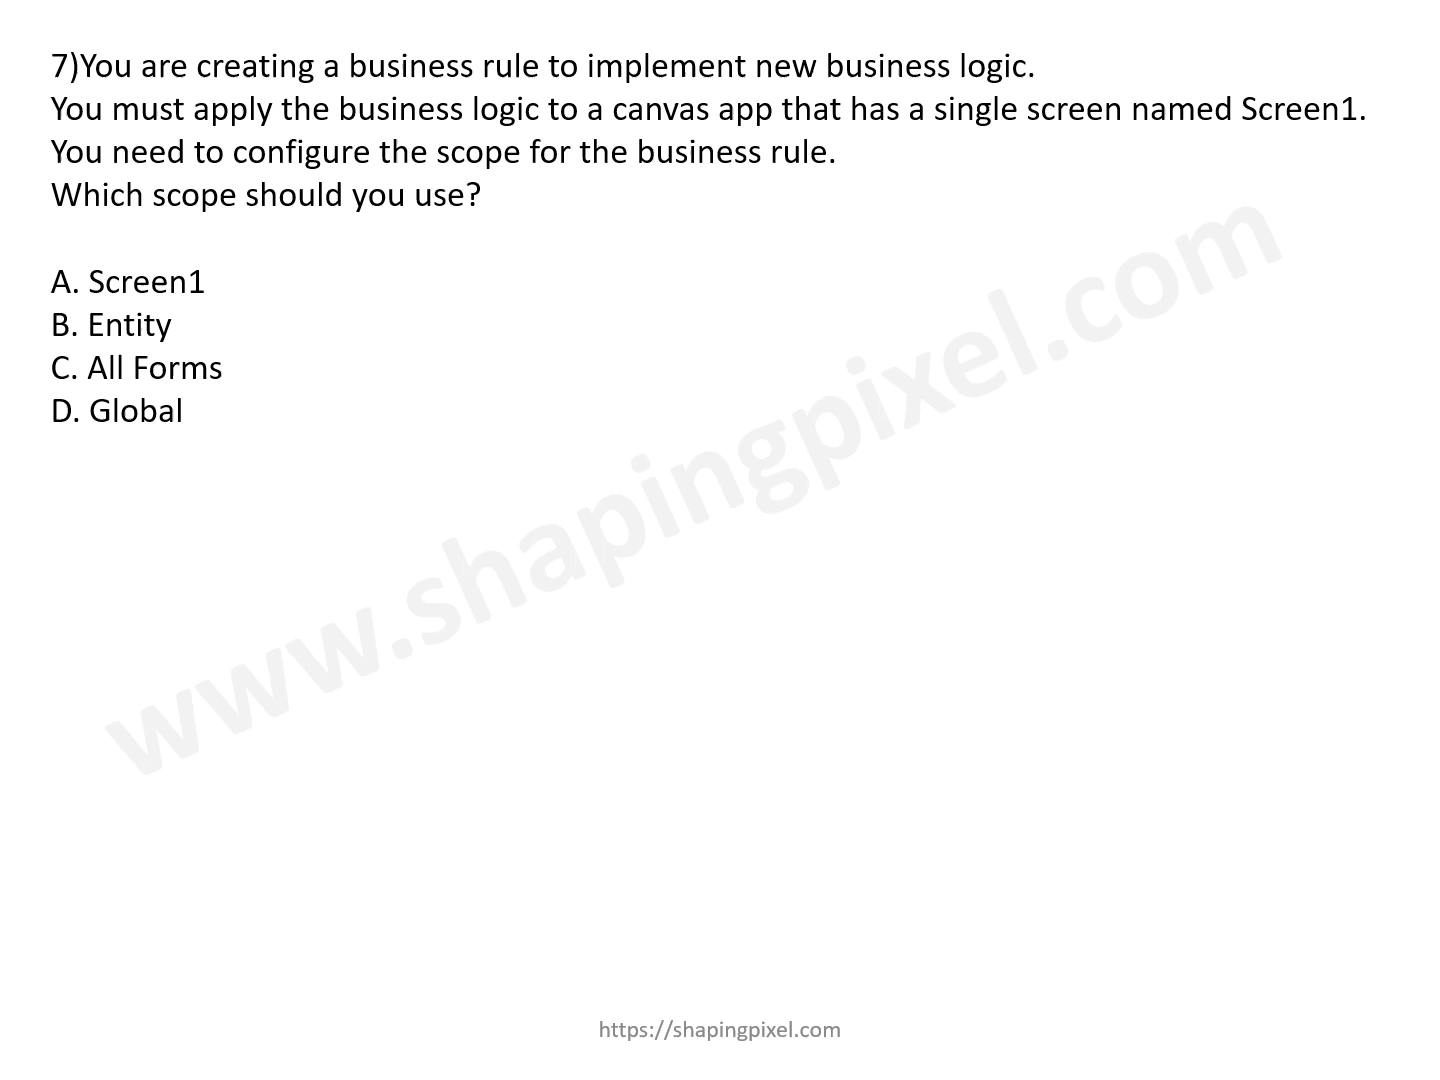 7)You are creating a business rule to implement new business logic.
You must apply the business logic to a canvas app that has a single screen named Screen1.
You need to configure the scope for the business rule.
Which scope should you use?
A. Screen1
B. Entity
C. All Forms
D. Global
www.shapingpixel.com
https://shapingpixel.com